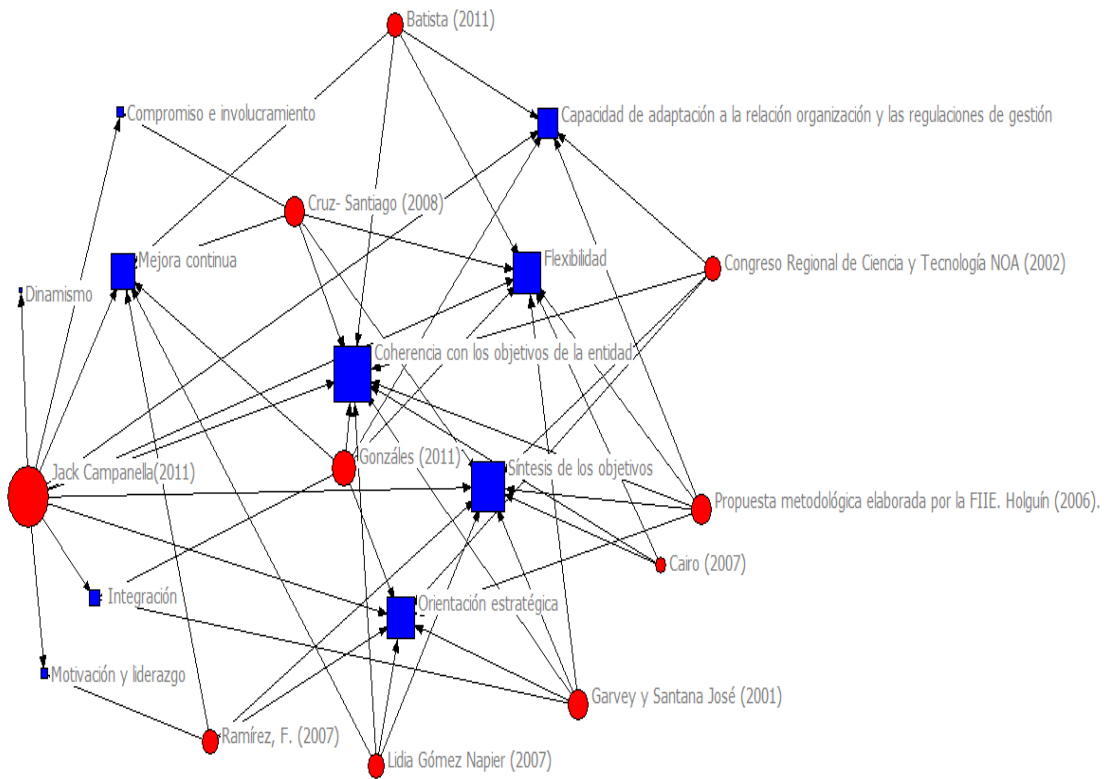 Batista (2011)
Compromiso e involucramiento
Capacidad de adaptación a la relación organización y las regulaciones de gestión
Cruz- Santiago (2008)
Mejora continua
Flexibilidad
Congreso Regional de Ciencia y Tecnología NOA (2002)
Dinamismo
Coherencia con los objetivos de la entidad
Jack Campanella(2011)
Gonzáles (2011)
Síntesis de los objetivos
Propuesta metodológica elaborada por la FIIE. Holguín (2006).
Cairo (2007)
Integración
Orientación estratégica
Motivación y liderazgo
Garvey y Santana José (2001)
Ramírez, F. (2007)
Lidia Gómez Napier (2007)